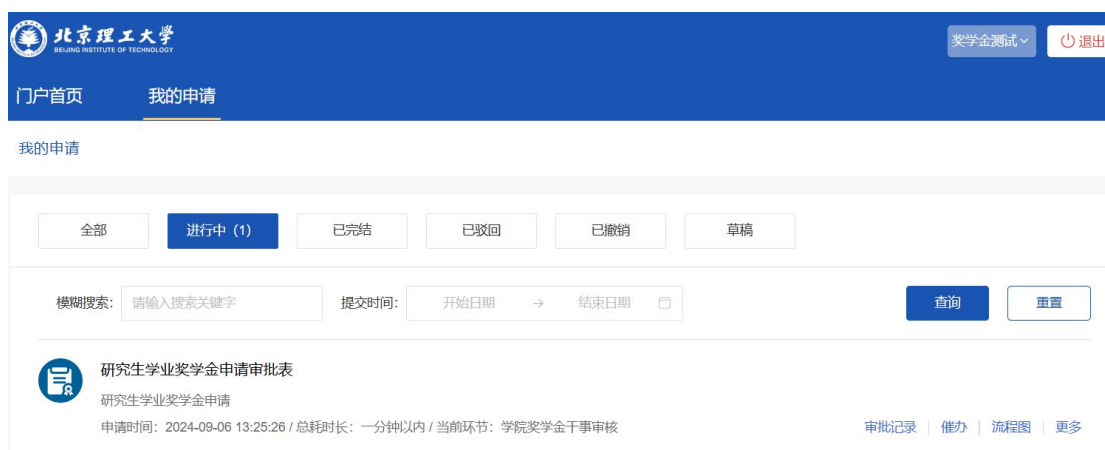 北京理工大学
BEIJING INSTITUTE OF TECHNOLOGY
奖学金测试 退出
门户首页 我的申请
我的申请
全部 进行中（1） 已完结 已驳回 已撤销 草稿
模糊搜索： 请输入搜索关键字 提交时间： 开始日期 → 结束日期 查询 重置
研究生学业奖学金申请审批表
研究生学业奖学金申请
申请时间：2024-09-06 13:25:26 / 总耗时长：一分钟以内 / 当前环节：学院奖学金干事审核 审批记录 | 催办 | 流程图 | 更多